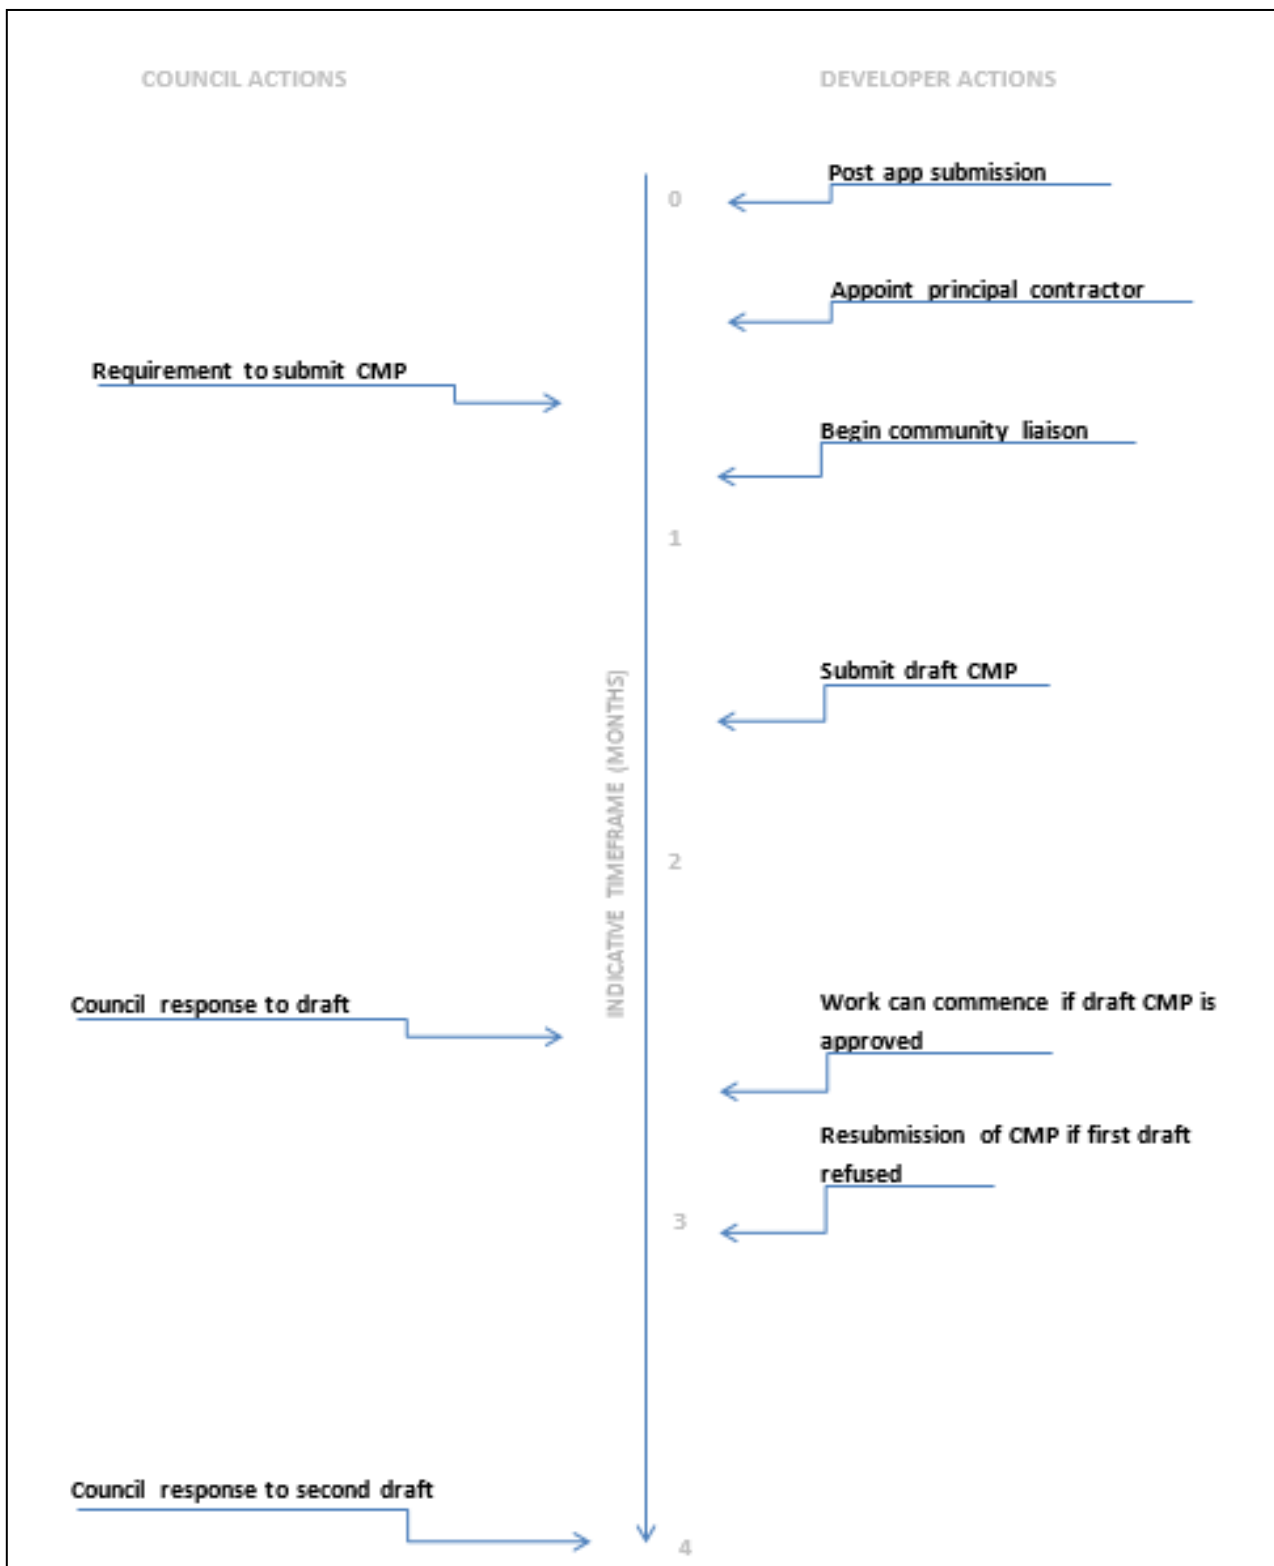 COUNCIL ACTIONS
DEVELOPER ACTIONS
Post app submission
0
Appoint principal contractor
Requirement to submit CMP
Begin community liaison
1
Submit draft CMP
INDICATIVE TIMEFRAME (MONTHS)
2
Council response to draft
Work can commence if draft CMP is
approved
Resubmission of CMP if first draft
refused
3
Council response to second draft
4